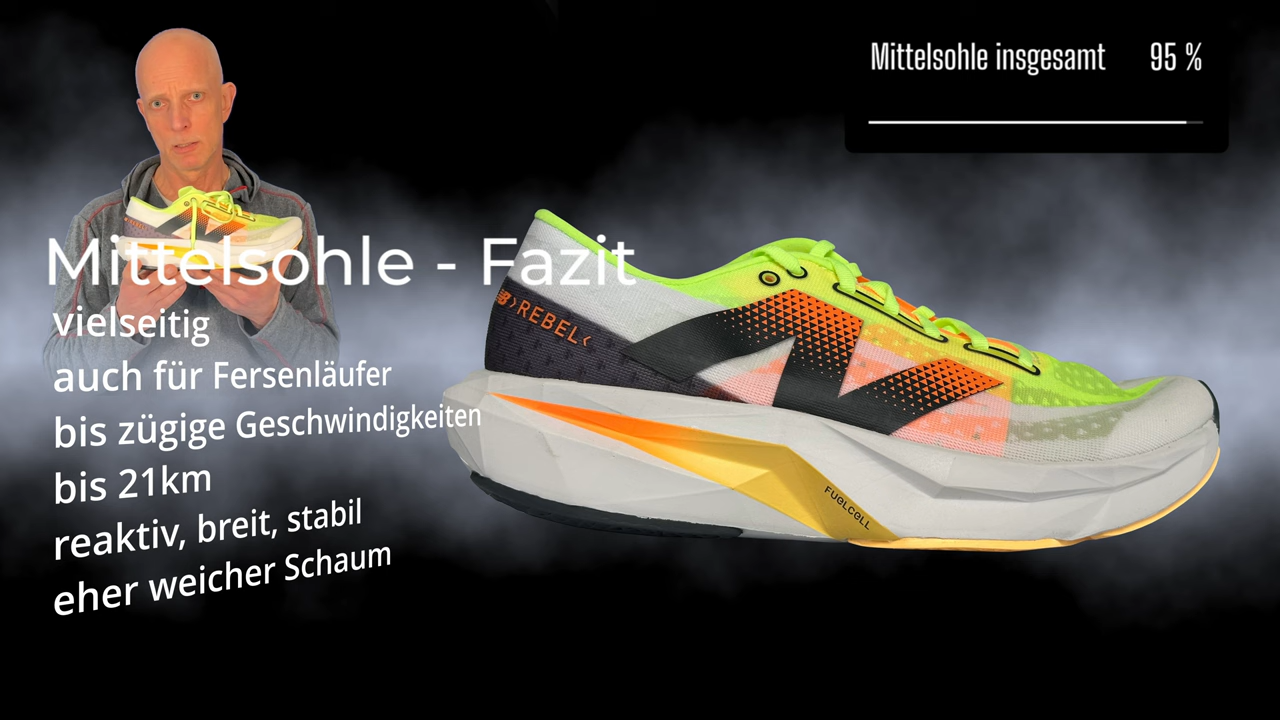 Mittelsohle insgesamt 95 %
Mittelsohle - Fazit
vielseitig
auch für Fersenläufer
bis zügige Geschwindigkeiten
bis 21km
reaktiv, breit, stabil
eher weicher Schaum
REBEL
FUELCELL